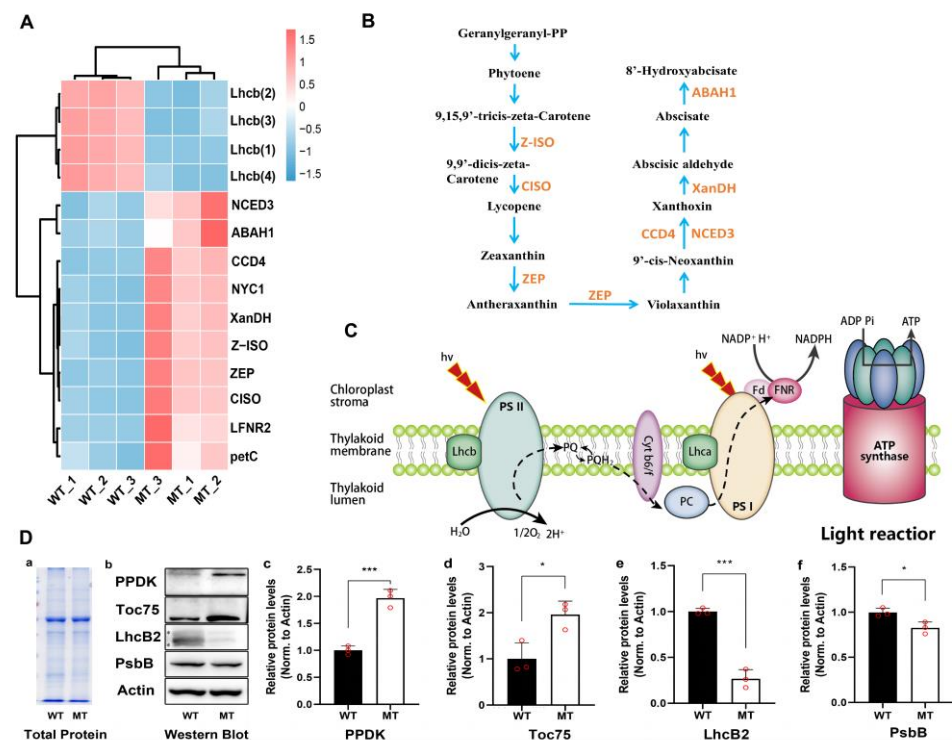 A
1.5
1
0.5
0
−0.5
−1
−1.5
Lhcb(2)
Lhcb(3)
Lhcb(1)
Lhcb(4)
NCED3
ABAH1
CCD4
NYC1
XanDH
Z−ISO
ZEP
CISO
LFNR2
petC
WT_1
WT_2
WT_3
MT_3
MT_1
MT_2
B
Geranylgeranyl-PP
Phytoene
9,15,9'-tricis-zeta-Carotene
Z-ISO
9,9'-dicis-zeta-
Carotene
CISO
Lycopene
Zeaxanthin
ZEP
Antheraxanthin
ZEP
Violaxanthin
9'-cis-Neoxanthin
CCD4
NCED3
Xanthoxin
XanDH
Abscisic aldehyde
Abscisate
ABAH1
8'-Hydroxyabcisate
C
Chloroplast
stroma
Thylakoid
membrane
Thylakoid
lumen
hv
PS II
Lhcb
H₂O
1/2O₂ 2H⁺
PQ
PQH₂
Cyt b6/f
PC
hv
Lhca
PS I
Fd
FNR
NADP⁺ H⁺
NADPH
ADP Pi
ATP
ATP
synthase
Light reactior
D
a
WT MT
Total Protein
b
PPDK
Toc75
LhcB2
PsbB
Actin
WT MT
Western Blot
c
Relative protein levels
(Norm. to Actin)
2.5
2.0
1.5
1.0
0.5
0.0
***
WT MT
PPDK
d
Relative protein levels
(Norm. to Actin)
3
2
1
0
*
WT MT
Toc75
e
Relative protein levels
(Norm. to Actin)
1.5
1.0
0.5
0.0
***
WT MT
LhcB2
f
Relative protein levels
(Norm. to Actin)
1.5
1.0
0.5
0.0
*
WT MT
PsbB